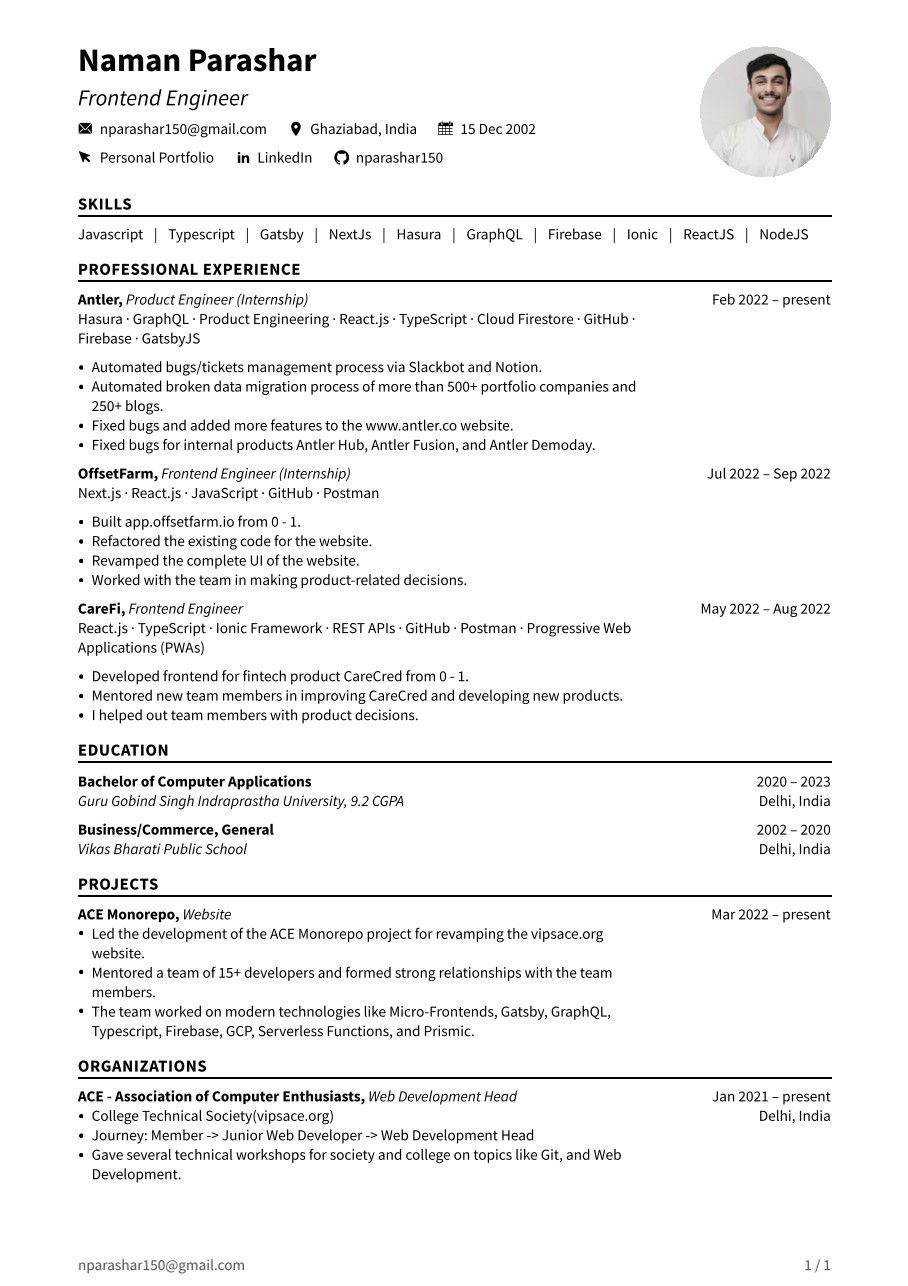 Naman Parashar
Frontend Engineer
nparashar150@gmail.com Ghaziabad, India 15 Dec 2002
Personal Portfolio LinkedIn nparashar150
SKILLS
Javascript | Typescript | Gatsby | NextJs | Hasura | GraphQL | Firebase | Ionic | ReactJS | NodeJS
PROFESSIONAL EXPERIENCE
Antler, Product Engineer (Internship) Feb 2022 – present
Hasura · GraphQL · Product Engineering · React.js · TypeScript · Cloud Firestore · GitHub ·
Firebase · GatsbyJS
• Automated bugs/tickets management process via Slackbot and Notion.
• Automated broken data migration process of more than 500+ portfolio companies and
250+ blogs.
• Fixed bugs and added more features to the www.antler.co website.
• Fixed bugs for internal products Antler Hub, Antler Fusion, and Antler Demoday.
OffsetFarm, Frontend Engineer (Internship) Jul 2022 – Sep 2022
Next.js · React.js · JavaScript · GitHub · Postman
• Built app.offsetfarm.io from 0 - 1.
• Refactored the existing code for the website.
• Revamped the complete UI of the website.
• Worked with the team in making product-related decisions.
CareFi, Frontend Engineer May 2022 – Aug 2022
React.js · TypeScript · Ionic Framework · REST APIs · GitHub · Postman · Progressive Web
Applications (PWAs)
• Developed frontend for fintech product CareCred from 0 - 1.
• Mentored new team members in improving CareCred and developing new products.
• I helped out team members with product decisions.
EDUCATION
Bachelor of Computer Applications 2020 – 2023
Guru Gobind Singh Indraprastha University, 9.2 CGPA Delhi, India
Business/Commerce, General 2002 – 2020
Vikas Bharati Public School Delhi, India
PROJECTS
ACE Monorepo, Website Mar 2022 – present
• Led the development of the ACE Monorepo project for revamping the vipsace.org
website.
• Mentored a team of 15+ developers and formed strong relationships with the team
members.
• The team worked on modern technologies like Micro-Frontends, Gatsby, GraphQL,
Typescript, Firebase, GCP, Serverless Functions, and Prismic.
ORGANIZATIONS
ACE - Association of Computer Enthusiasts, Web Development Head Jan 2021 – present
• College Technical Society(vipsace.org) Delhi, India
• Journey: Member -> Junior Web Developer -> Web Development Head
• Gave several technical workshops for society and college on topics like Git, and Web
Development.
nparashar150@gmail.com 1 / 1